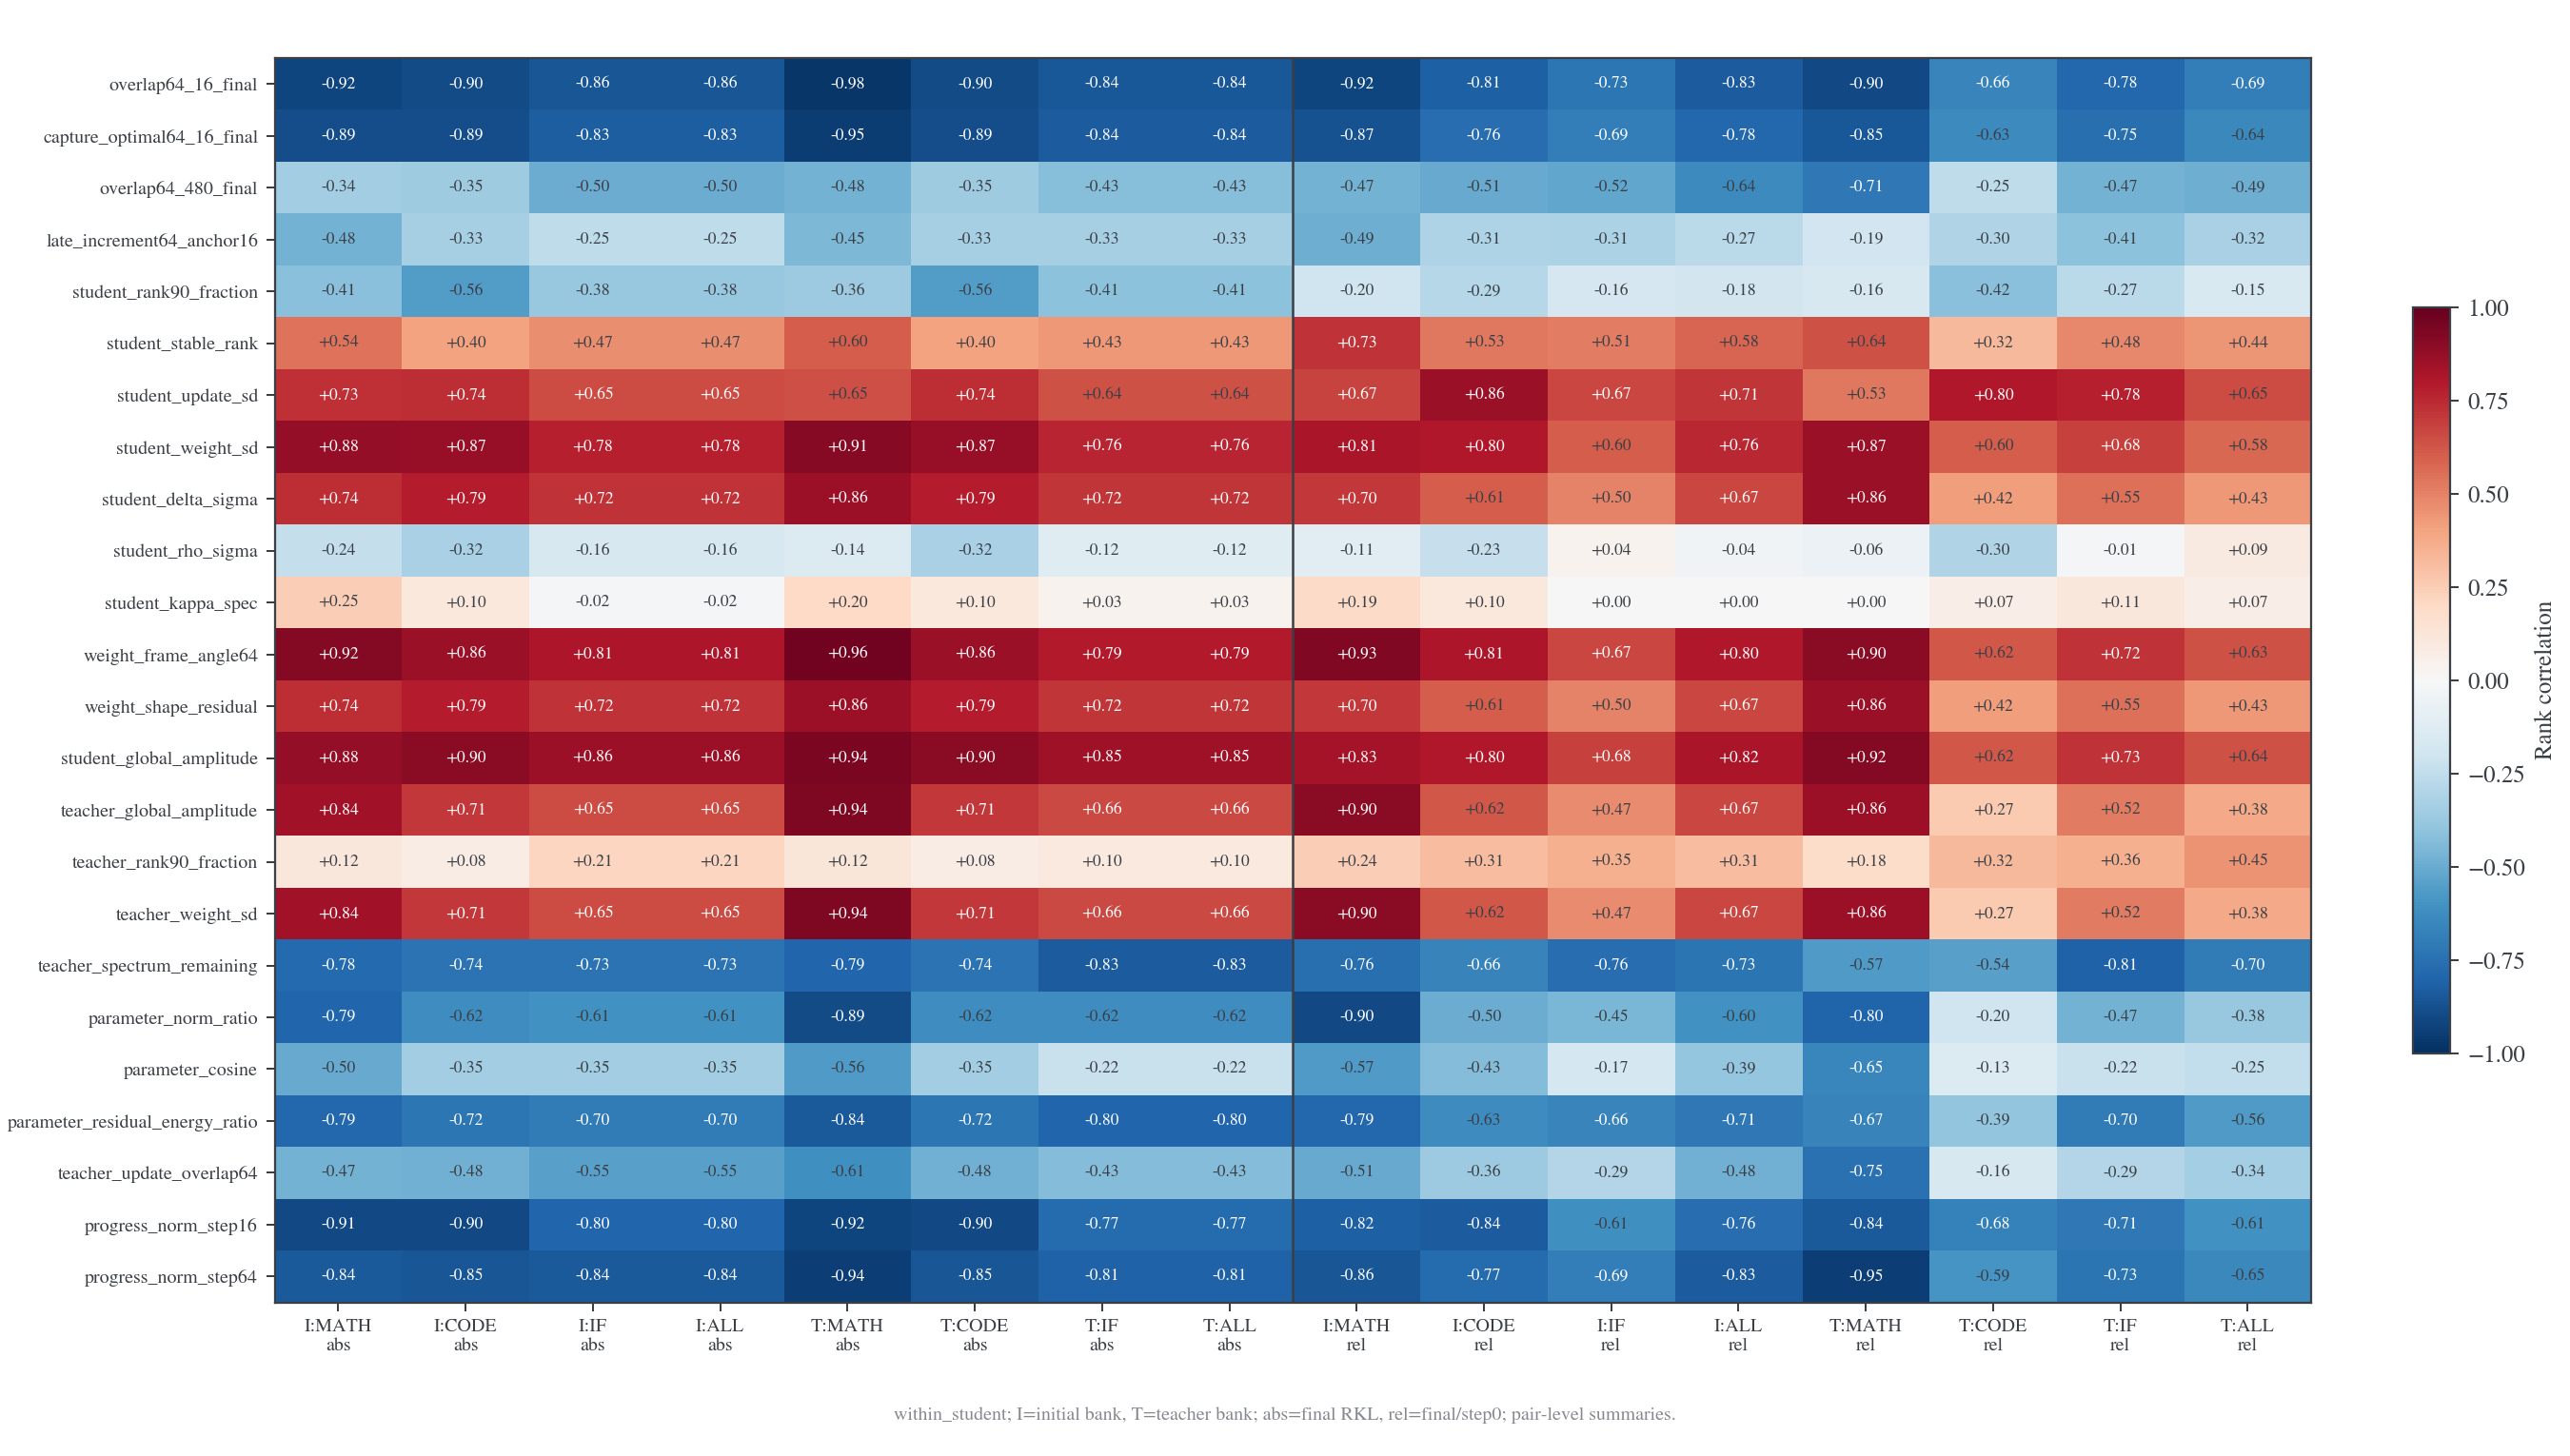 overlap64_16_final -0.92 -0.90 -0.86 -0.86 -0.98 -0.90 -0.84 -0.84 -0.92 -0.81 -0.73 -0.83 -0.90 -0.66 -0.78 -0.69
capture_optimal64_16_final -0.89 -0.89 -0.83 -0.83 -0.95 -0.89 -0.84 -0.84 -0.87 -0.76 -0.69 -0.78 -0.85 -0.63 -0.75 -0.64
overlap64_480_final -0.34 -0.35 -0.50 -0.50 -0.48 -0.35 -0.43 -0.43 -0.47 -0.51 -0.52 -0.64 -0.71 -0.25 -0.47 -0.49
late_increment64_anchor16 -0.48 -0.33 -0.25 -0.25 -0.45 -0.33 -0.33 -0.33 -0.49 -0.31 -0.31 -0.27 -0.19 -0.30 -0.41 -0.32
student_rank90_fraction -0.41 -0.56 -0.38 -0.38 -0.36 -0.56 -0.41 -0.41 -0.20 -0.29 -0.16 -0.18 -0.16 -0.42 -0.27 -0.15
student_stable_rank +0.54 +0.40 +0.47 +0.47 +0.60 +0.40 +0.43 +0.43 +0.73 +0.53 +0.51 +0.58 +0.64 +0.32 +0.48 +0.44
student_update_sd +0.73 +0.74 +0.65 +0.65 +0.65 +0.74 +0.64 +0.64 +0.67 +0.86 +0.67 +0.71 +0.53 +0.80 +0.78 +0.65
student_weight_sd +0.88 +0.87 +0.78 +0.78 +0.91 +0.87 +0.76 +0.76 +0.81 +0.80 +0.60 +0.76 +0.87 +0.60 +0.68 +0.58
student_delta_sigma +0.74 +0.79 +0.72 +0.72 +0.86 +0.79 +0.72 +0.72 +0.70 +0.61 +0.50 +0.67 +0.86 +0.42 +0.55 +0.43
student_rho_sigma -0.24 -0.32 -0.16 -0.16 -0.14 -0.32 -0.12 -0.12 -0.11 -0.23 +0.04 -0.04 -0.06 -0.30 -0.01 +0.09
student_kappa_spec +0.25 +0.10 -0.02 -0.02 +0.20 +0.10 +0.03 +0.03 +0.19 +0.10 +0.00 +0.00 +0.00 +0.07 +0.11 +0.07
weight_frame_angle64 +0.92 +0.86 +0.81 +0.81 +0.96 +0.86 +0.79 +0.79 +0.93 +0.81 +0.67 +0.80 +0.90 +0.62 +0.72 +0.63
weight_shape_residual +0.74 +0.79 +0.72 +0.72 +0.86 +0.79 +0.72 +0.72 +0.70 +0.61 +0.50 +0.67 +0.86 +0.42 +0.55 +0.43
student_global_amplitude +0.88 +0.90 +0.86 +0.86 +0.94 +0.90 +0.85 +0.85 +0.83 +0.80 +0.68 +0.82 +0.92 +0.62 +0.73 +0.64
teacher_global_amplitude +0.84 +0.71 +0.65 +0.65 +0.94 +0.71 +0.66 +0.66 +0.90 +0.62 +0.47 +0.67 +0.86 +0.27 +0.52 +0.38
teacher_rank90_fraction +0.12 +0.08 +0.21 +0.21 +0.12 +0.08 +0.10 +0.10 +0.24 +0.31 +0.35 +0.31 +0.18 +0.32 +0.36 +0.45
teacher_weight_sd +0.84 +0.71 +0.65 +0.65 +0.94 +0.71 +0.66 +0.66 +0.90 +0.62 +0.47 +0.67 +0.86 +0.27 +0.52 +0.38
teacher_spectrum_remaining -0.78 -0.74 -0.73 -0.73 -0.79 -0.74 -0.83 -0.83 -0.76 -0.66 -0.76 -0.73 -0.57 -0.54 -0.81 -0.70
parameter_norm_ratio -0.79 -0.62 -0.61 -0.61 -0.89 -0.62 -0.62 -0.62 -0.90 -0.50 -0.45 -0.60 -0.80 -0.20 -0.47 -0.38
parameter_cosine -0.50 -0.35 -0.35 -0.35 -0.56 -0.35 -0.22 -0.22 -0.57 -0.43 -0.17 -0.39 -0.65 -0.13 -0.22 -0.25
parameter_residual_energy_ratio -0.79 -0.72 -0.70 -0.70 -0.84 -0.72 -0.80 -0.80 -0.79 -0.63 -0.66 -0.71 -0.67 -0.39 -0.70 -0.56
teacher_update_overlap64 -0.47 -0.48 -0.55 -0.55 -0.61 -0.48 -0.43 -0.43 -0.51 -0.36 -0.29 -0.48 -0.75 -0.16 -0.29 -0.34
progress_norm_step16 -0.91 -0.90 -0.80 -0.80 -0.92 -0.90 -0.77 -0.77 -0.82 -0.84 -0.61 -0.76 -0.84 -0.68 -0.71 -0.61
progress_norm_step64 -0.84 -0.85 -0.84 -0.84 -0.94 -0.85 -0.81 -0.81 -0.86 -0.77 -0.69 -0.83 -0.95 -0.59 -0.73 -0.65
I:MATH I:CODE I:IF I:ALL T:MATH T:CODE T:IF T:ALL I:MATH I:CODE I:IF I:ALL T:MATH T:CODE T:IF T:ALL
abs abs abs abs abs abs abs abs rel rel rel rel rel rel rel rel
1.00
0.75
0.50
0.25
0.00
−0.25
−0.50
−0.75
−1.00
Rank correlation
within_student; I=initial bank, T=teacher bank; abs=final RKL, rel=final/step0; pair-level summaries.